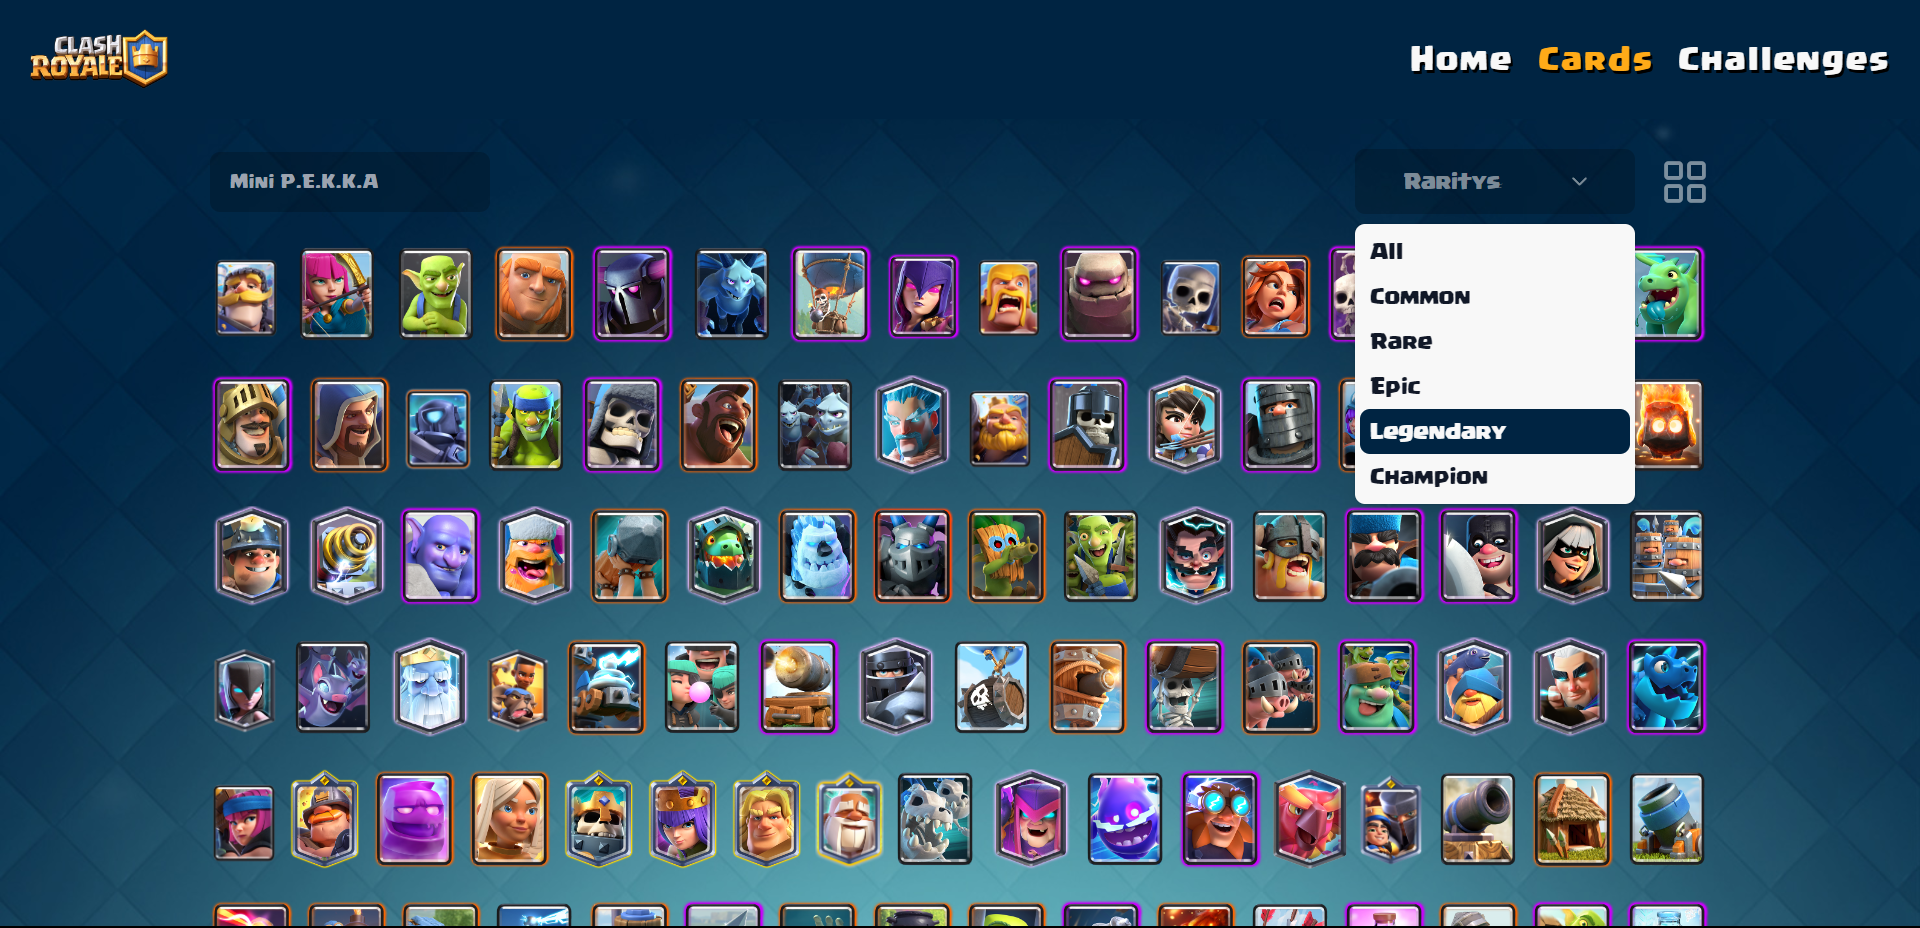 CLASH
ROYALE
Home Cards Challenges
Mini P.E.K.K.A
Raritys
All
Common
Rare
Epic
Legendary
Champion